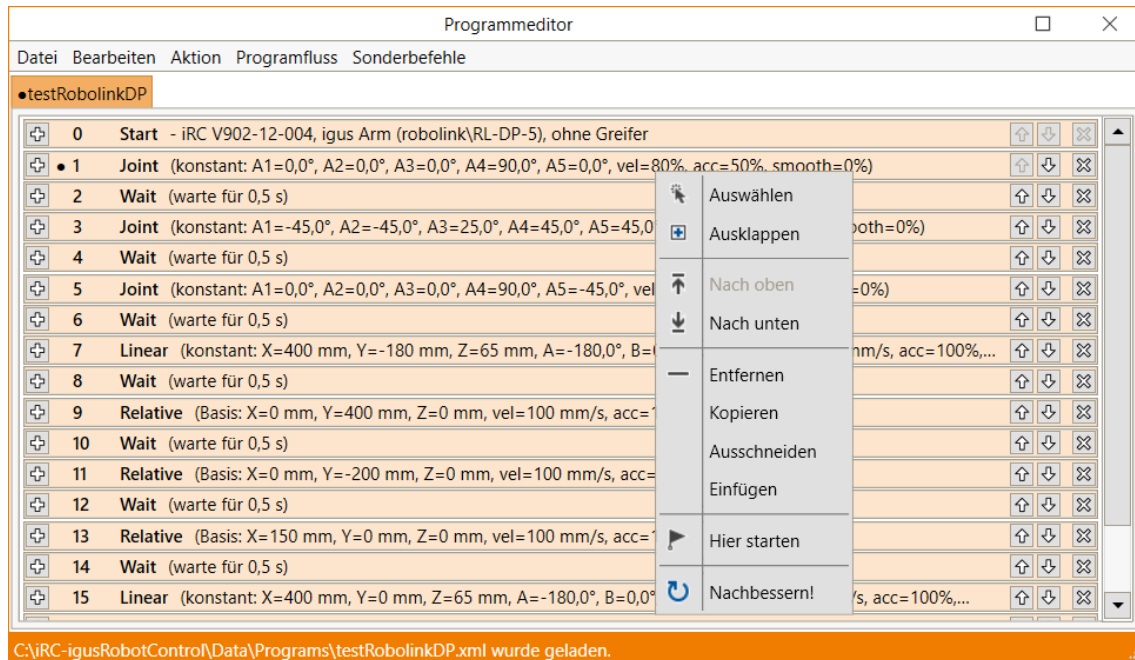 Programmeditor
Datei Bearbeiten Aktion Programfluss Sonderbefehle
•testRobolinkDP
0 Start - iRC V902-12-004, igus Arm (robolink\RL-DP-5), ohne Greifer
• 1 Joint (konstant: A1=0,0°, A2=0,0°, A3=0,0°, A4=90,0°, A5=0,0°, vel=80%, acc=50%, smooth=0%)
2 Wait (warte für 0,5 s)
3 Joint (konstant: A1=-45,0°, A2=-45,0°, A3=25,0°, A4=45,0°, A5=45,0 ooth=0%)
4 Wait (warte für 0,5 s)
5 Joint (konstant: A1=0,0°, A2=0,0°, A3=0,0°, A4=90,0°, A5=-45,0°, vel =0%)
6 Wait (warte für 0,5 s)
7 Linear (konstant: X=400 mm, Y=-180 mm, Z=65 mm, A=-180,0°, B= nm/s, acc=100%,...
8 Wait (warte für 0,5 s)
9 Relative (Basis: X=0 mm, Y=400 mm, Z=0 mm, vel=100 mm/s, acc=1
10 Wait (warte für 0,5 s)
11 Relative (Basis: X=0 mm, Y=-200 mm, Z=0 mm, vel=100 mm/s, acc=
12 Wait (warte für 0,5 s)
13 Relative (Basis: X=150 mm, Y=0 mm, Z=0 mm, vel=100 mm/s, acc=1
14 Wait (warte für 0,5 s)
15 Linear (konstant: X=400 mm, Y=0 mm, Z=65 mm, A=-180,0°, B=0,0° /s, acc=100%,...
Auswählen
Ausklappen
Nach oben
Nach unten
Entfernen
Kopieren
Ausschneiden
Einfügen
Hier starten
Nachbessern!
C:\iRC-igusRobotControl\Data\Programs\testRobolinkDP.xml wurde geladen.